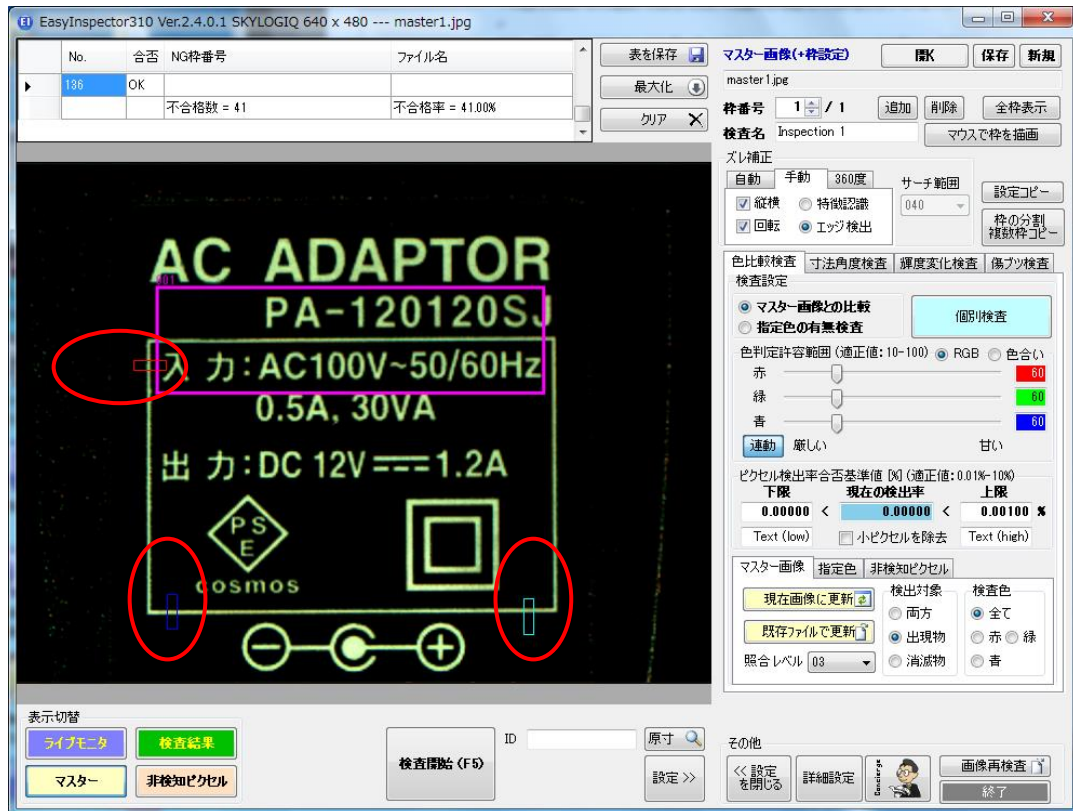 EasyInspector310 Ver.2.4.0.1 SKYLOGIQ 640 x 480 --- master1.jpg
No. 合否 NG枠番号 ファイル名
136 OK
不合格数 = 41 不合格率 = 41.00%
表を保存
最大化
クリア
マスター画像(+枠設定) 開く 保存 新規
master1.jpg
枠番号 1 / 1 追加 削除 全枠表示
検査名 Inspection 1 マウスで枠を描画
ズレ補正
自動 手動 360度 サーチ範囲
縦横 特徴認識 040
回転 エッジ検出
設定コピー
枠の分割
複数枠コピー
色比較検査 寸法角度検査 輝度変化検査 傷ブツ検査
検査設定
マスター画像との比較
指定色の有無検査
個別検査
色判定許容範囲 (適正値: 10-100) RGB 色合い
赤 60
緑 60
青 60
連動 厳しい 甘い
ピクセル検出率合否基準値 [%] (適正値: 0.01%-10%)
下限 現在の検出率 上限
0.00000 < 0.00000 < 0.00100 %
Text (low) 小ピクセルを除去 Text (high)
マスター画像 指定色 非検知ピクセル
現在画像に更新
既存ファイルで更新
照合レベル 03
検出対象
両方
出現物
消滅物
検査色
全て
赤 緑
青
001
AC ADAPTOR
PA-120120SJ
入 力:AC100V~50/60Hz
0.5A, 30VA
出 力:DC 12V 1.2A
PS
E
cosmos
表示切替
ライブモニタ 検査結果
マスター 非検知ピクセル
検査開始 (F5)
ID
原寸
設定 >>
その他
<< 設定
を閉じる
詳細設定
Concierge
画像再検査
終了